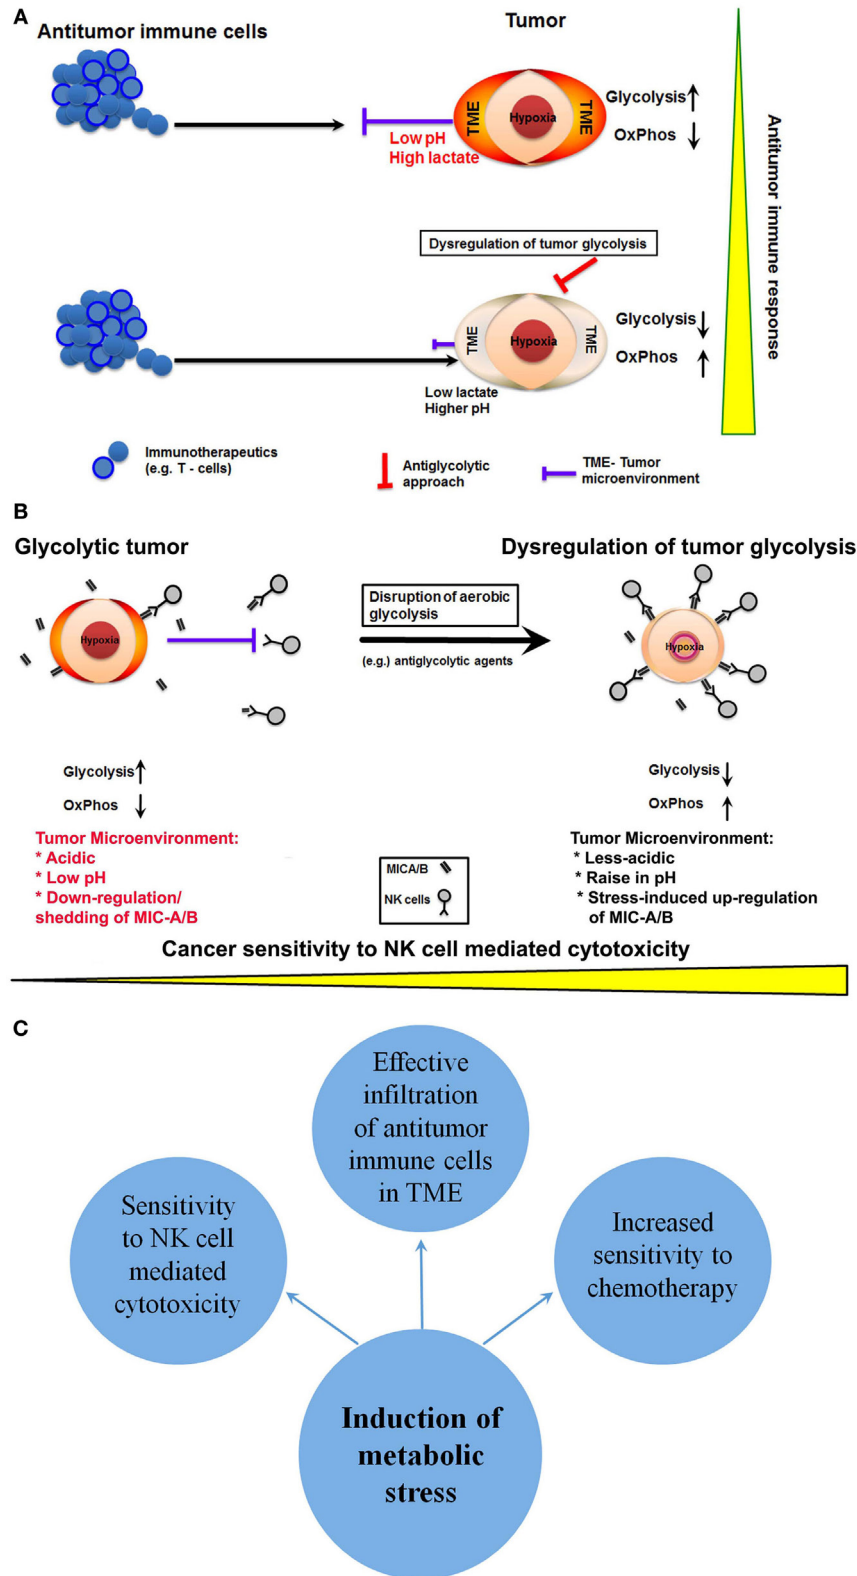 A
Antitumor immune cells
Tumor
TME
Hypoxia
TME
Glycolysis
OxPhos
Low pH
High lactate
Antitumor immune response
Dysregulation of tumor glycolysis
TME
Hypoxia
TME
Glycolysis
OxPhos
Low lactate
Higher pH
Immunotherapeutics
(e.g. T - cells)
Antiglycolytic
approach
TME- Tumor
microenvironment
B
Glycolytic tumor
Dysregulation of tumor glycolysis
Hypoxia
Disruption of aerobic
glycolysis
(e.g.) antiglycolytic agents
Hypoxia
Glycolysis
OxPhos
Tumor Microenvironment:
* Acidic
* Low pH
* Down-regulation/
shedding of MIC-A/B
MICA/B
NK cells
Glycolysis
OxPhos
Tumor Microenvironment:
* Less-acidic
* Raise in pH
* Stress-induced up-regulation
of MIC-A/B
Cancer sensitivity to NK cell mediated cytotoxicity
C
Effective
infiltration
of antitumor
immune cells
in TME
Sensitivity
to NK cell
mediated
cytotoxicity
Increased
sensitivity to
chemotherapy
Induction of
metabolic
stress